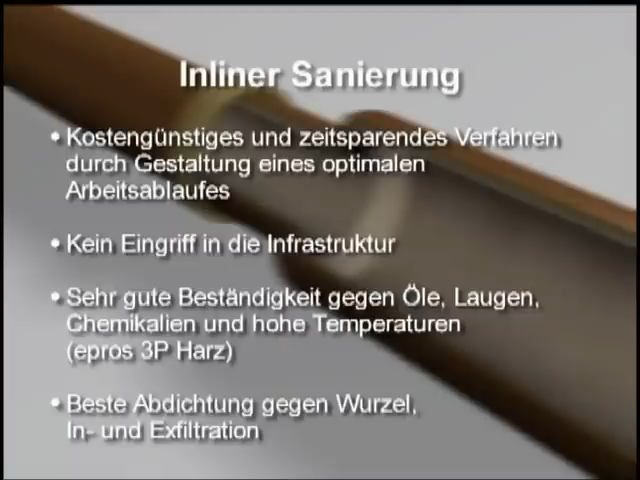 Inliner Sanierung
• Kostengünstiges und zeitsparendes Verfahren
durch Gestaltung eines optimalen
Arbeitsablaufes
• Kein Eingriff in die Infrastruktur
• Sehr gute Beständigkeit gegen Öle, Laugen,
Chemikalien und hohe Temperaturen
(epros 3P Harz)
• Beste Abdichtung gegen Wurzel,
In- und Exfiltration